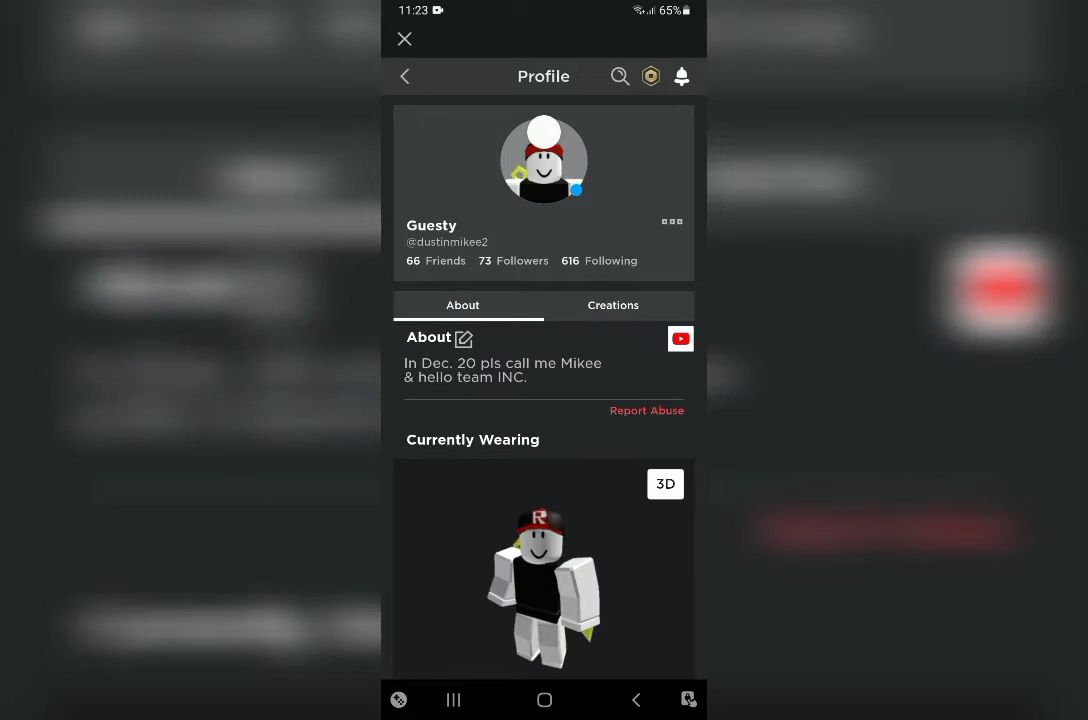 11:23 65%
Profile
Guesty
@dustinmikee2
66 Friends 73 Followers 616 Following
About Creations
About
In Dec. 20 pls call me Mikee
& hello team INC.
Report Abuse
Currently Wearing
3D
R